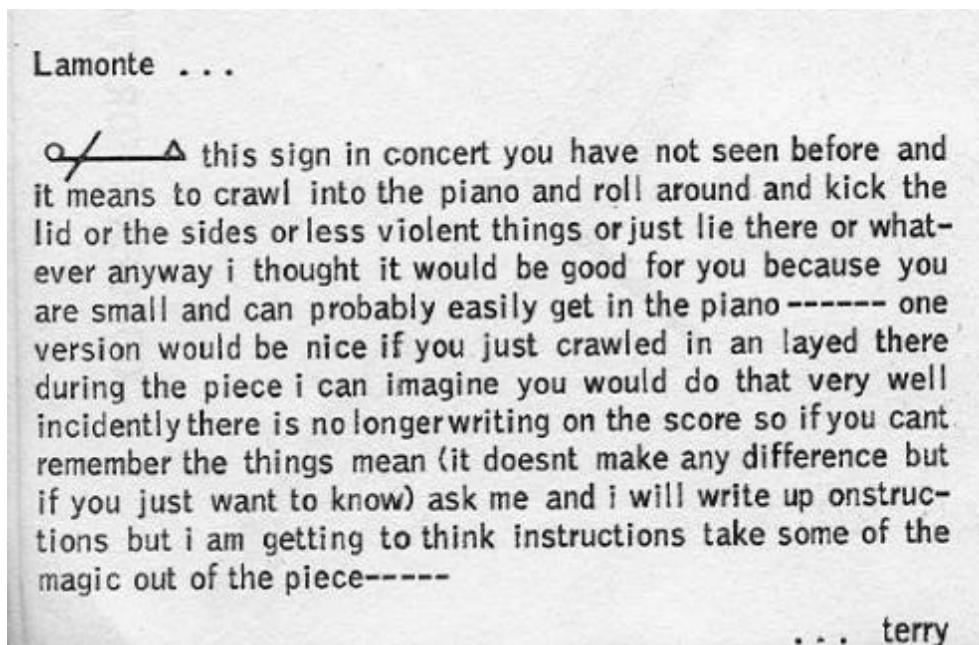 Lamonte ...
this sign in concert you have not seen before and
it means to crawl into the piano and roll around and kick the
lid or the sides or less violent things or just lie there or what-
ever anyway i thought it would be good for you because you
are small and can probably easily get in the piano------ one
version would be nice if you just crawled in an layed there
during the piece i can imagine you would do that very well
incidently there is no longer writing on the score so if you cant
remember the things mean (it doesnt make any difference but
if you just want to know) ask me and i will write up onstruc-
tions but i am getting to think instructions take some of the
magic out of the piece-----
... terry